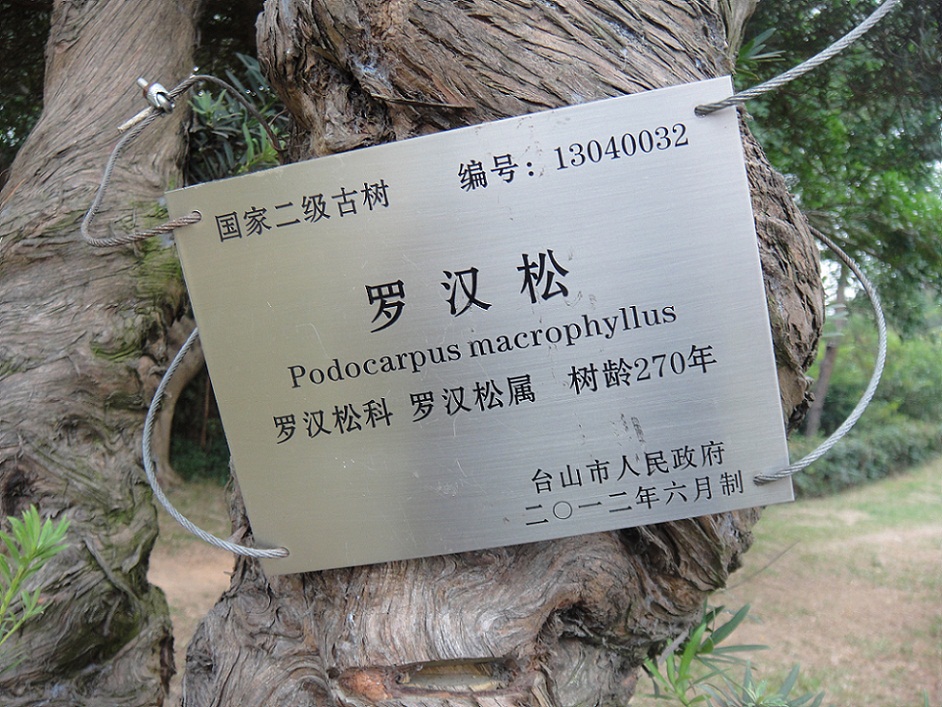 国家二级古树 编号：13040032
罗汉松
Podocarpus macrophyllus
罗汉松科 罗汉松属 树龄270年
台山市人民政府
二〇一二年六月制